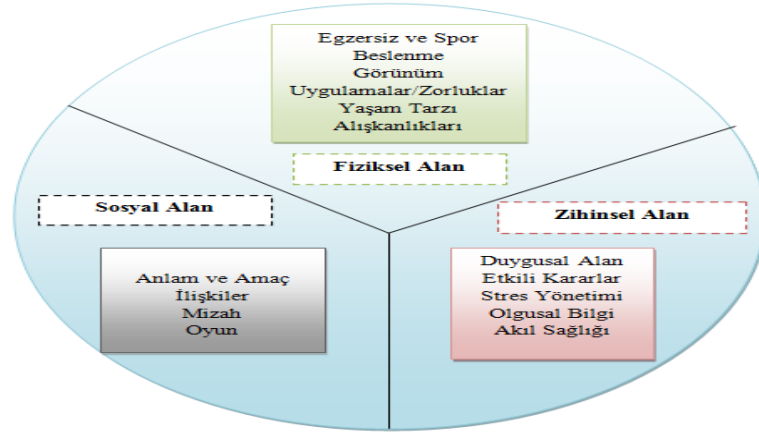 Egzersiz ve Spor
Beslenme
Görünüm
Uygulamalar/Zorluklar
Yaşam Tarzı
Alışkanlıkları
Fiziksel Alan
Sosyal Alan
Zihinsel Alan
Anlam ve Amaç
İlişkiler
Mizah
Oyun
Duygusal Alan
Etkili Kararlar
Stres Yönetimi
Olgusal Bilgi
Akıl Sağlığı